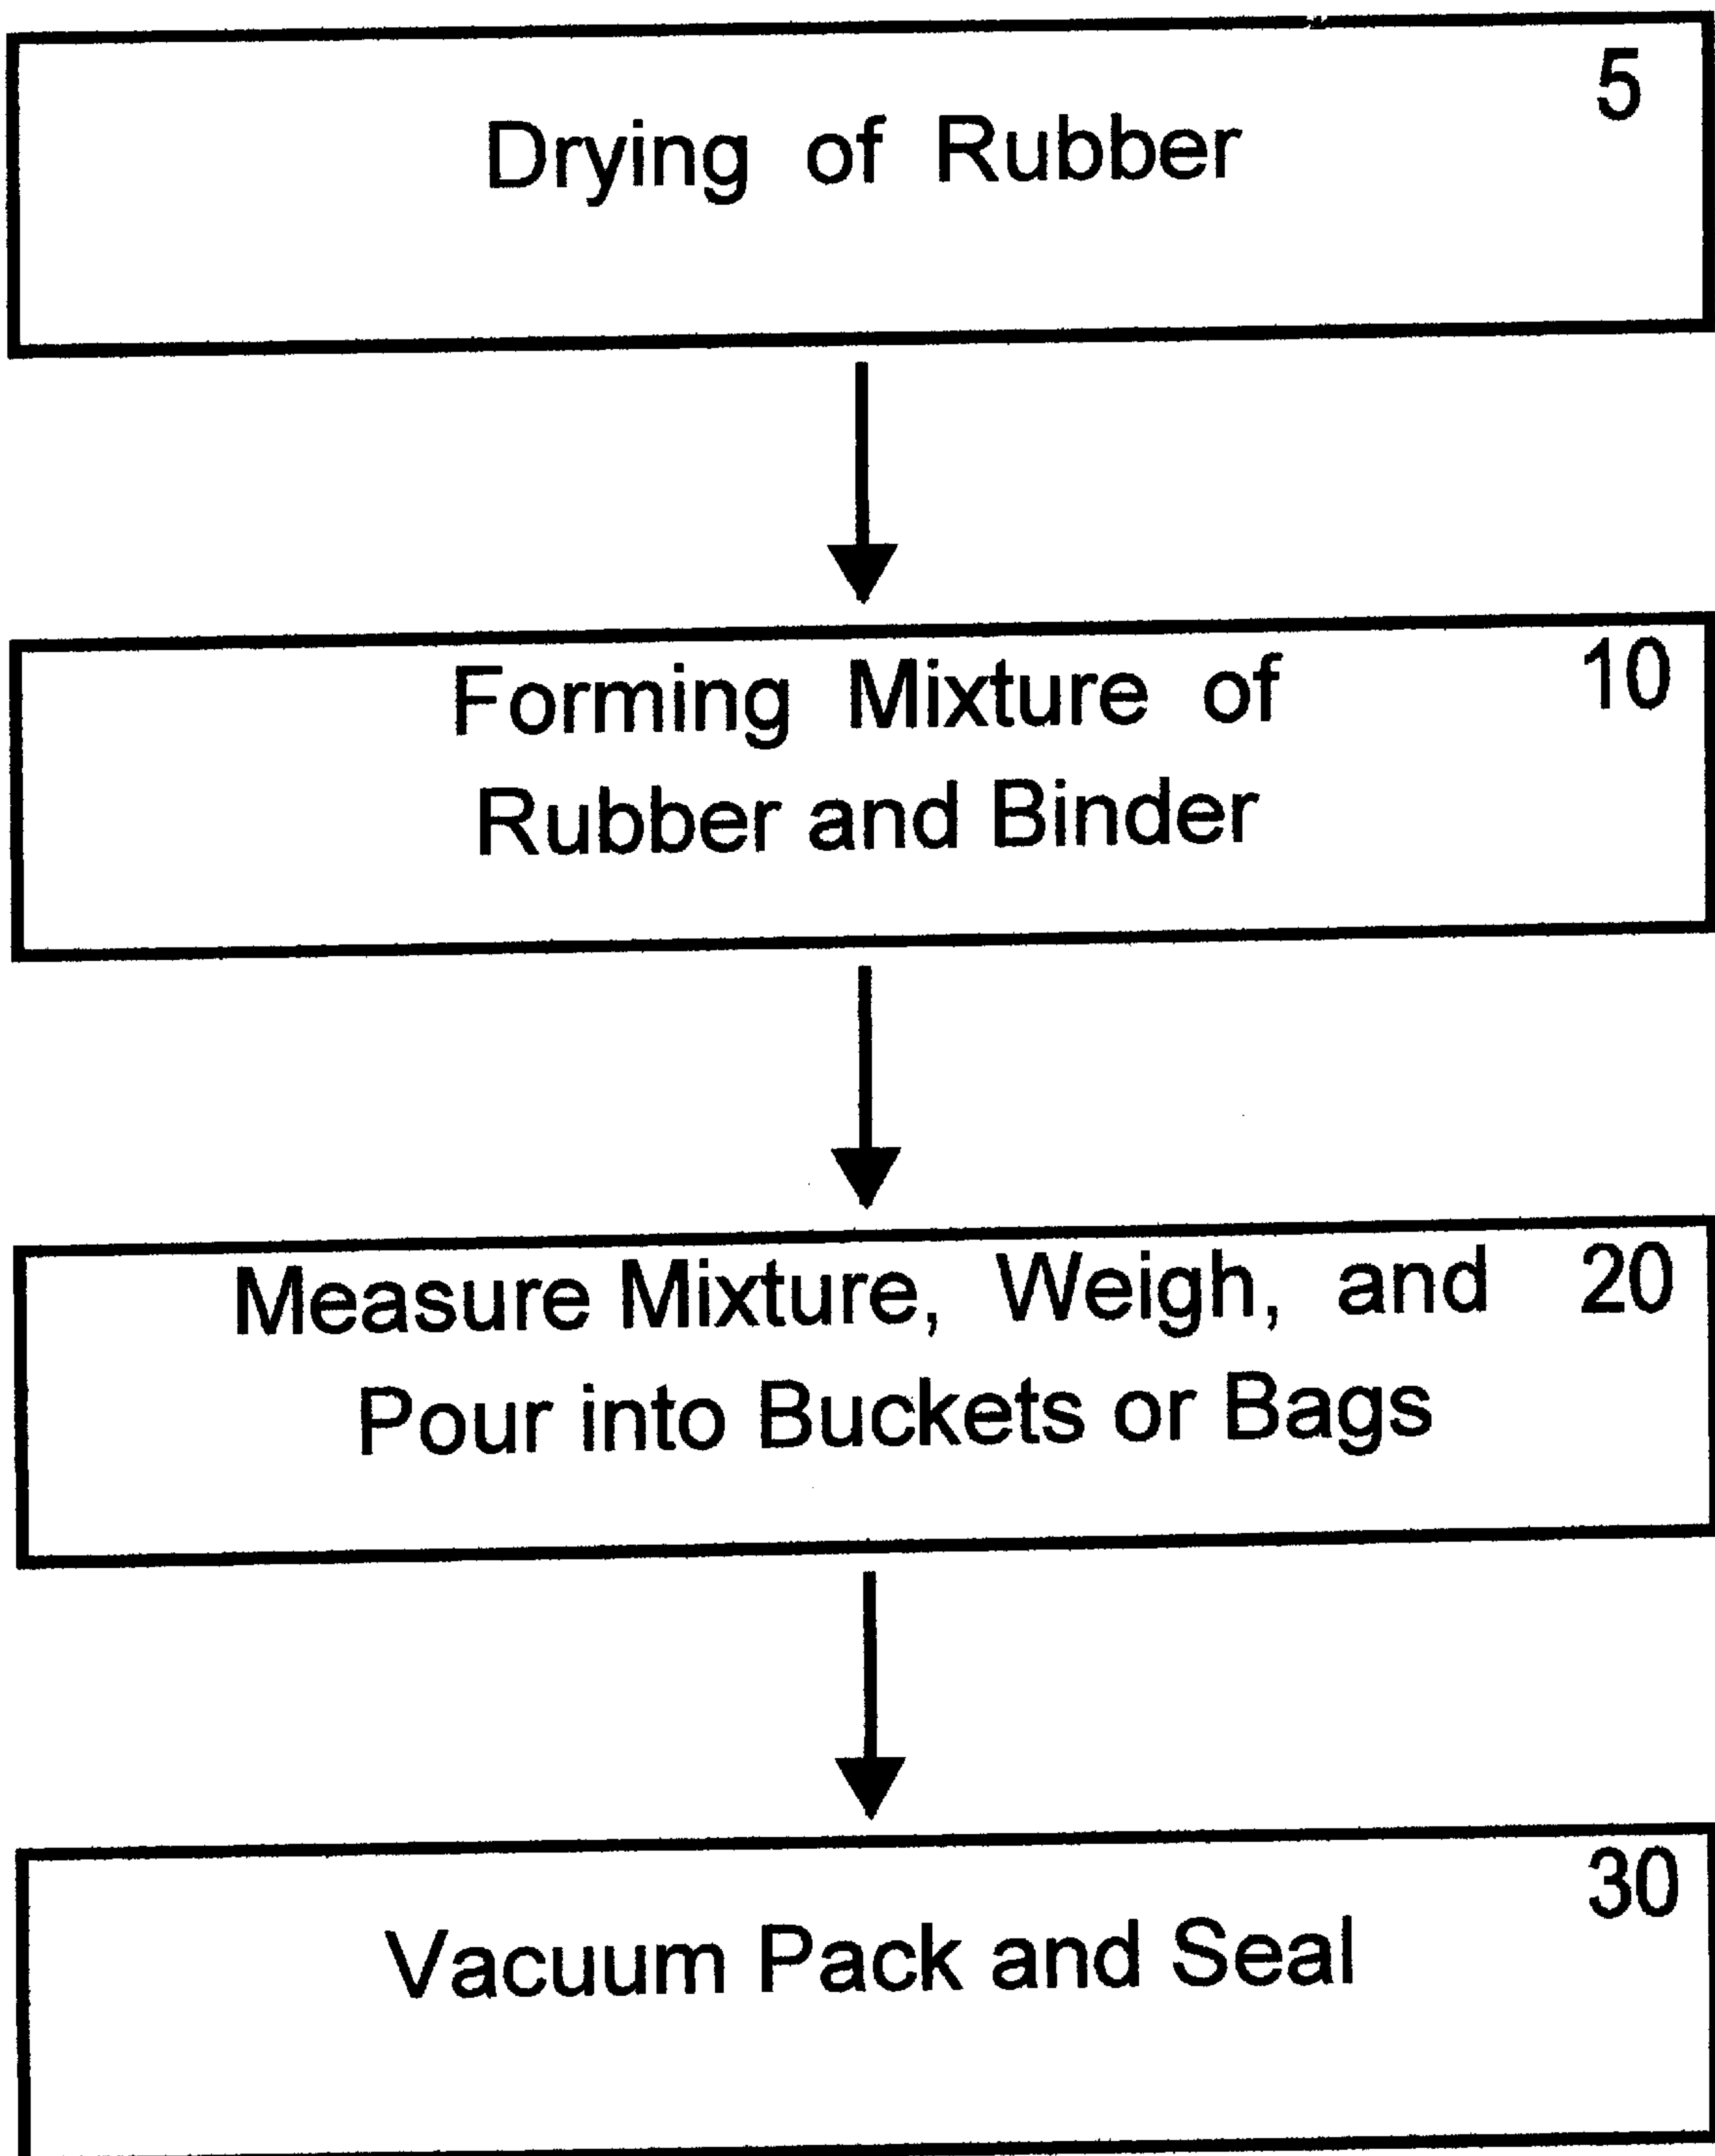 5
Drying of Rubber
10
Forming Mixture of
Rubber and Binder
20
Measure Mixture, Weigh, and
Pour into Buckets or Bags
30
Vacuum Pack and Seal